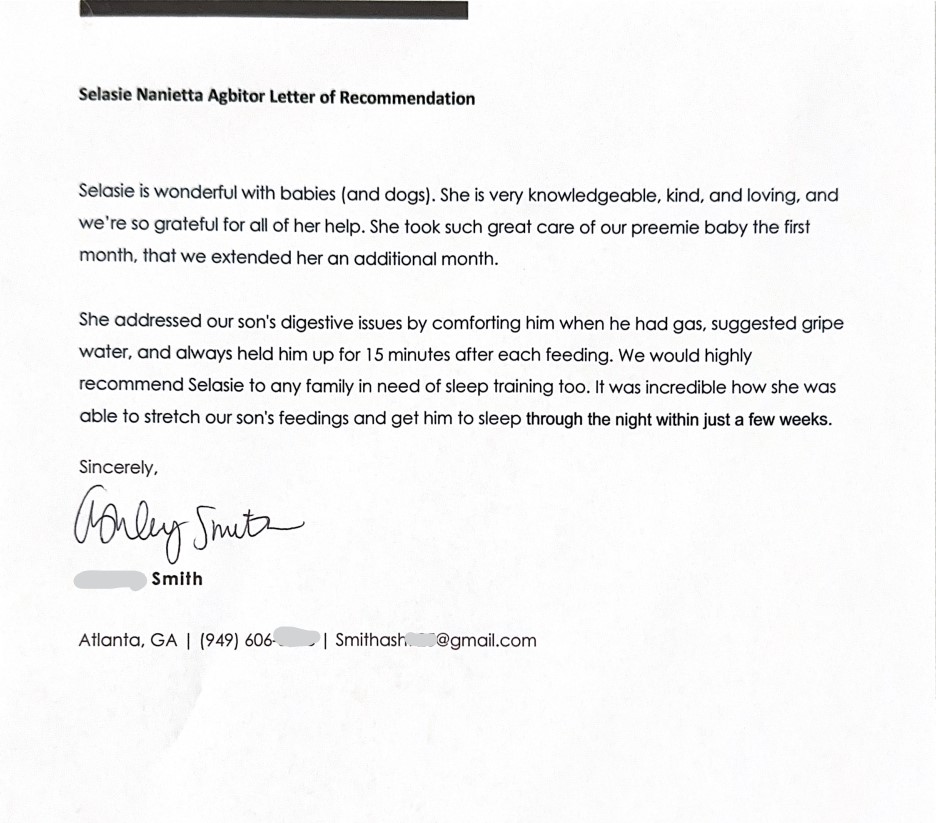 Selasie Nanietta Agbitor Letter of Recommendation
Selasie is wonderful with babies (and dogs). She is very knowledgeable, kind, and loving, and
we're so grateful for all of her help. She took such great care of our preemie baby the first
month, that we extended her an additional month.
She addressed our son's digestive issues by comforting him when he had gas, suggested gripe
water, and always held him up for 15 minutes after each feeding. We would highly
recommend Selasie to any family in need of sleep training too. It was incredible how she was
able to stretch our son's feedings and get him to sleep through the night within just a few weeks.
Sincerely,
Ashley Smith
Smith
Atlanta, GA | (949) 606- | Smithash @gmail.com